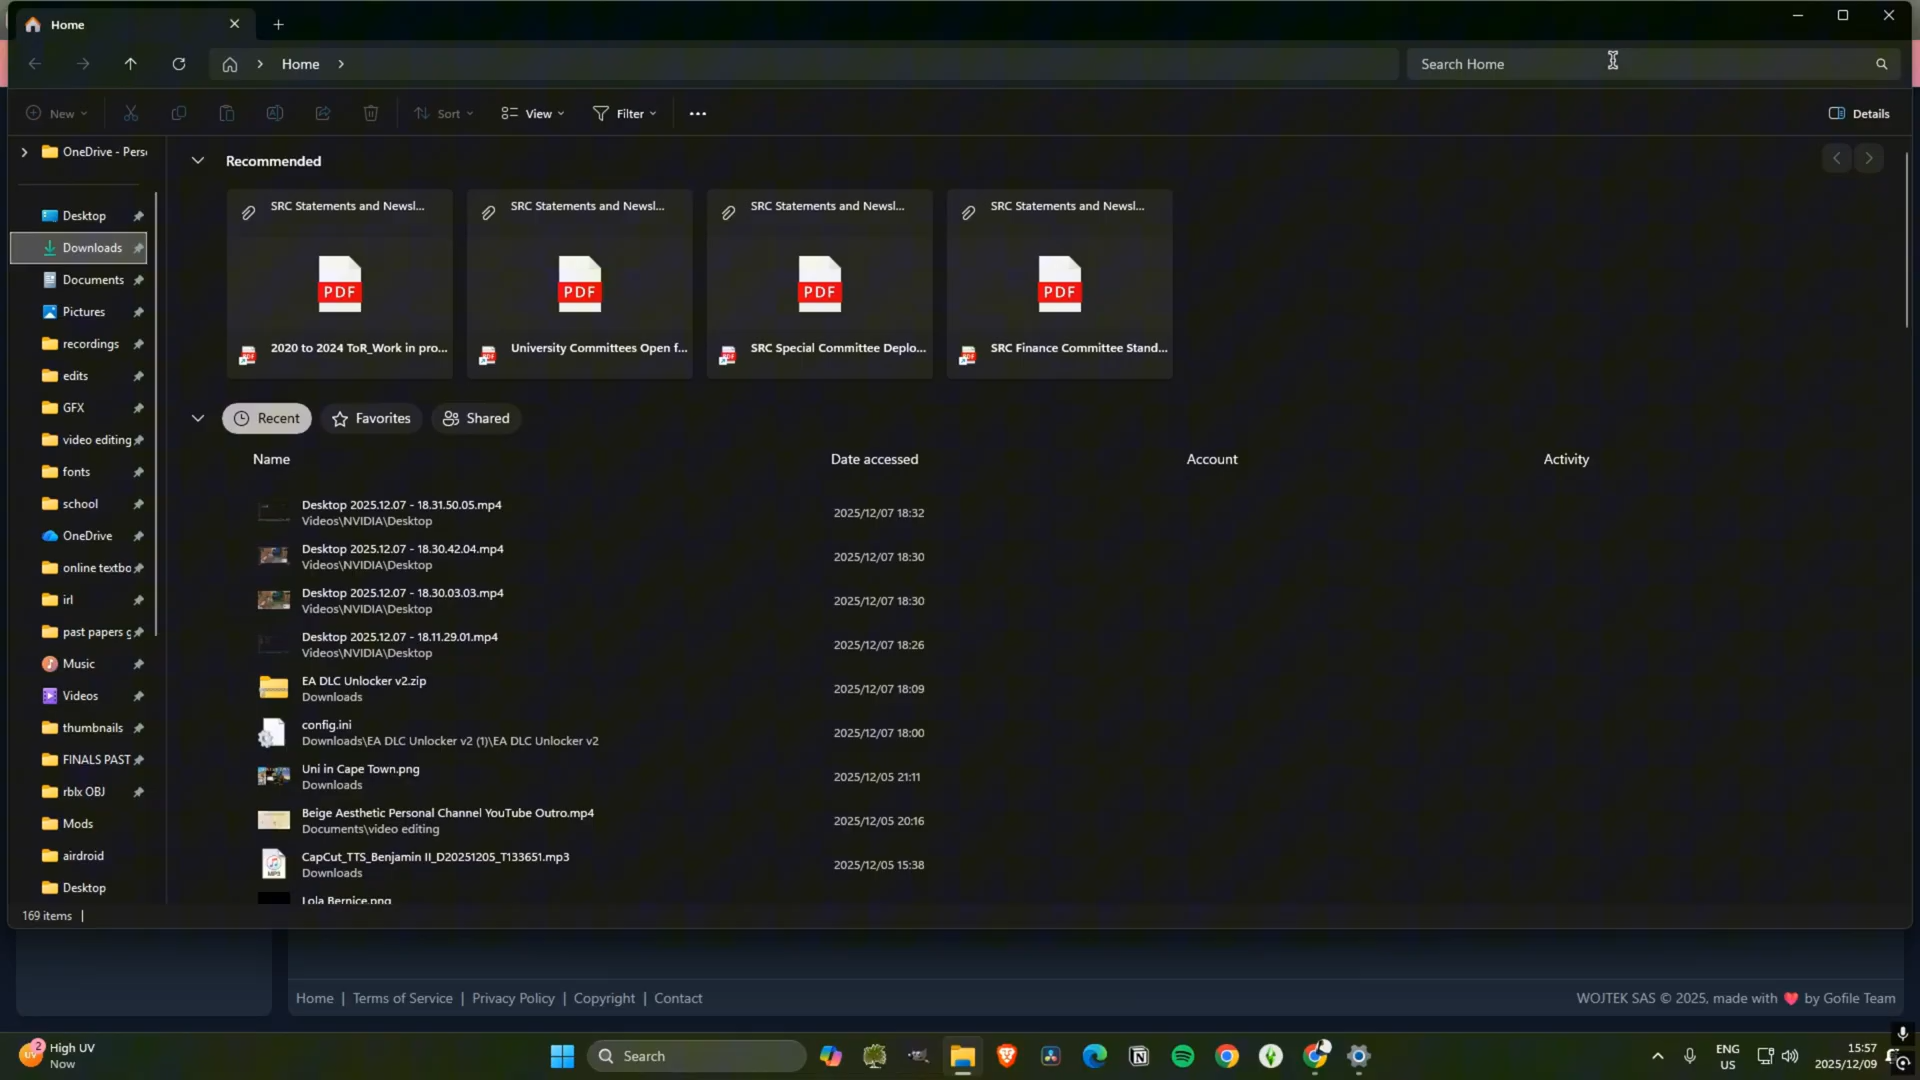 Home
Home
Search Home
New
Sort
View
Filter
Details
OneDrive - Pers
Desktop
Downloads
Documents
Pictures
recordings
edits
GFX
video editing
fonts
school
OneDrive
online textbo
irl
past papers g
Music
Videos
thumbnails
FINALS PAST
rblx OBJ
Mods
airdroid
Desktop
169 items
Recommended
SRC Statements and Newsl...
PDF
2020 to 2024 ToR_Work in pro...
SRC Statements and Newsl...
PDF
University Committees Open f...
SRC Statements and Newsl...
PDF
SRC Special Committee Deplo...
SRC Statements and Newsl...
PDF
SRC Finance Committee Stand...
Recent Favorites Shared
Name Date accessed Account Activity
Desktop 2025.12.07 - 18.31.50.05.mp4
Videos\NVIDIA\Desktop
2025/12/07 18:32
Desktop 2025.12.07 - 18.30.42.04.mp4
Videos\NVIDIA\Desktop
2025/12/07 18:30
Desktop 2025.12.07 - 18.30.03.03.mp4
Videos\NVIDIA\Desktop
2025/12/07 18:30
Desktop 2025.12.07 - 18.11.29.01.mp4
Videos\NVIDIA\Desktop
2025/12/07 18:26
EA DLC Unlocker v2.zip
Downloads
2025/12/07 18:09
config.ini
Downloads\EA DLC Unlocker v2 (1)\EA DLC Unlocker v2
2025/12/07 18:00
Uni in Cape Town.png
Downloads
2025/12/05 21:11
Beige Aesthetic Personal Channel YouTube Outro.mp4
Documents\video editing
2025/12/05 20:16
CapCut_TTS_Benjamin II_D20251205_T133651.mp3
Downloads
2025/12/05 15:38
Lola Bernice.png
Home | Terms of Service | Privacy Policy | Copyright | Contact
WOJTEK SAS © 2025, made with ❤ by Gofile Team
High UV
Now
Search
ENG
US
15:57
2025/12/09